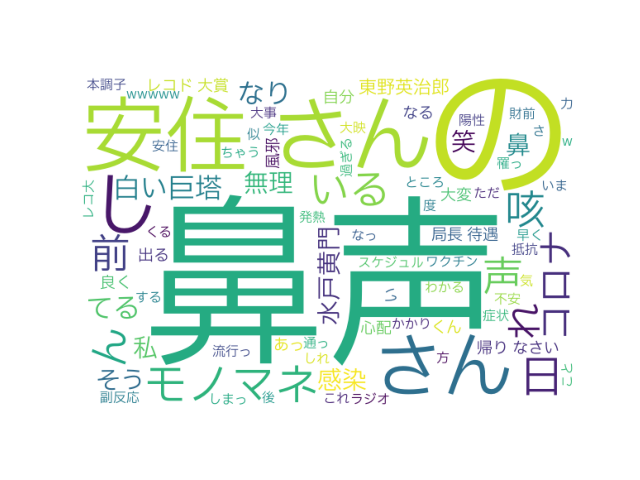 本調子
レコド 大賞
東野英治郎
財前
力
wwwww
なり
自分
なる
陽性
さ
安住
さん
の
大事
笑
鼻
w
安住
似
今年
大映
ちゃう
風邪
過ぎる
罹っ
レコ大
し
白い巨塔
無理
いる
ところ
大変
ただ
いま
咳
度
早く
くる
発熱
前
出る
鼻声
水戸黄門
なっ
局長 待遇
抵抗
コロナ
良く
てる
する
スケジュル
ワクチン
声
わかる
不安
気
れ
い
ん
私
心配
かかり
くん
症状
あっ
通っ
さん
帰り
なさい
日
そう
流行っ
しれ
方
モノマネ
感染
副反応
しまっ
後
これ
ラジオ